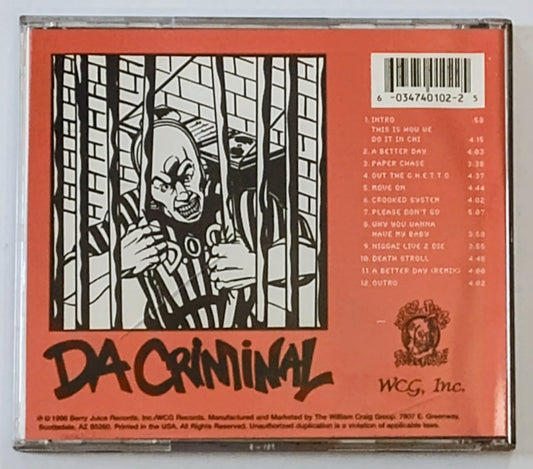 6 -034740102-2 5
1. INTRO :58
THIS IS HOW WE
DO IT IN CHI 4:15
2. A BETTER DAY 4:03
3. PAPER CHASE 3:38
4. OUT THE G.H.E.T.T.O 4:37
5. MOVE ON 4:44
6. CROOKED SYSTEM 4:02
7. PLEASE DON'T GO 5:07
8. WHY YOU WANNA
HAVE MY BABY 3:58
9. NIGGAZ LIVE 2 DIE 3:55
10. DEATH STROLL 4:48
11. A BETTER DAY (REMIX) 4:00
12. OUTRO 4:02
DOC
DA CRIMINAL
WCG, Inc.
℗ © 1996 Berry Juice Records, Inc./WCG Records. Manufactured and Marketed by The William Craig Group. 7907 E. Greenway,
Scottsdale, AZ 85260. Printed in the USA. All Rights Reserved. Unauthorized duplication is a violation of applicable laws.